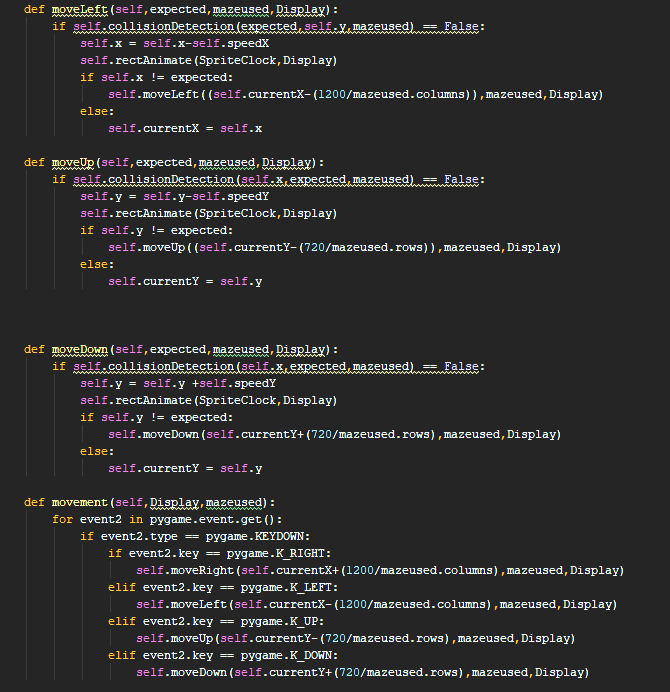 def moveLeft(self,expected,mazeused,Display):
if self.collisionDetection(expected,self.y,mazeused) == False:
self.x = self.x-self.speedX
self.rectAnimate(SpriteClock,Display)
if self.x != expected:
self.moveLeft((self.currentX-(1200/mazeused.columns)),mazeused,Display)
else:
self.currentX = self.x
def moveUp(self,expected,mazeused,Display):
if self.collisionDetection(self.x,expected,mazeused) == False:
self.y = self.y-self.speedY
self.rectAnimate(SpriteClock,Display)
if self.y != expected:
self.moveUp((self.currentY-(720/mazeused.rows)),mazeused,Display)
else:
self.currentY = self.y
def moveDown(self,expected,mazeused,Display):
if self.collisionDetection(self.x,expected,mazeused) == False:
self.y = self.y +self.speedY
self.rectAnimate(SpriteClock,Display)
if self.y != expected:
self.moveDown(self.currentY+(720/mazeused.rows),mazeused,Display)
else:
self.currentY = self.y
def movement(self,Display,mazeused):
for event2 in pygame.event.get():
if event2.type == pygame.KEYDOWN:
if event2.key == pygame.K_RIGHT:
self.moveRight(self.currentX+(1200/mazeused.columns),mazeused,Display)
elif event2.key == pygame.K_LEFT:
self.moveLeft(self.currentX-(1200/mazeused.columns),mazeused,Display)
elif event2.key == pygame.K_UP:
self.moveUp(self.currentY-(720/mazeused.rows),mazeused,Display)
elif event2.key == pygame.K_DOWN:
self.moveDown(self.currentY+(720/mazeused.rows),mazeused,Display)